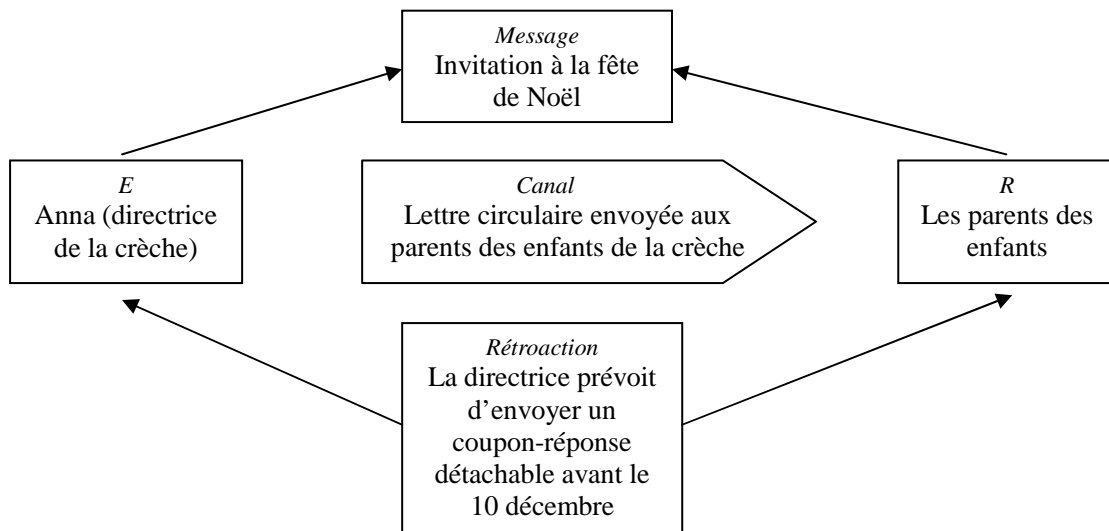 Message
Invitation à la fête
de Noël
E
Anna (directrice
de la crèche)
Canal
Lettre circulaire envoyée aux
parents des enfants de la crèche
R
Les parents des
enfants
Rétroaction
La directrice prévoit
d’envoyer un
coupon-réponse
détachable avant le
10 décembre